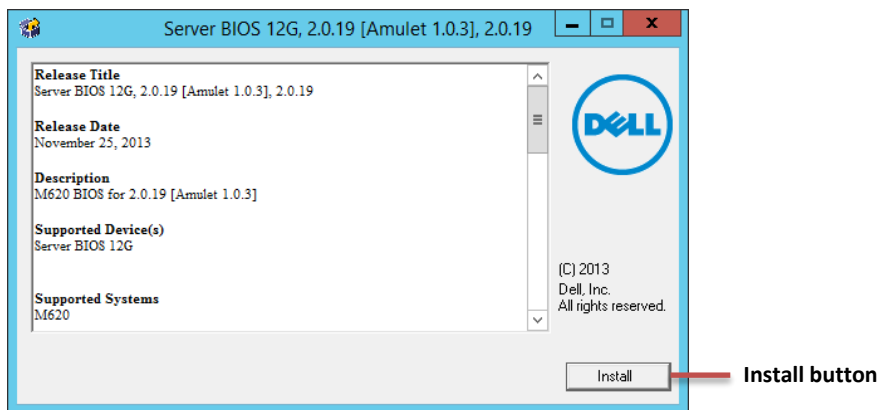 Server BIOS 12G, 2.0.19 [Amulet 1.0.3], 2.0.19
Release Title
Server BIOS 12G, 2.0.19 [Amulet 1.0.3], 2.0.19
Release Date
November 25, 2013
Description
M620 BIOS for 2.0.19 [Amulet 1.0.3]
Supported Device(s)
Server BIOS 12G
Supported Systems
M620
DELL
(C) 2013
Dell, Inc.
All rights reserved.
Install
Install button